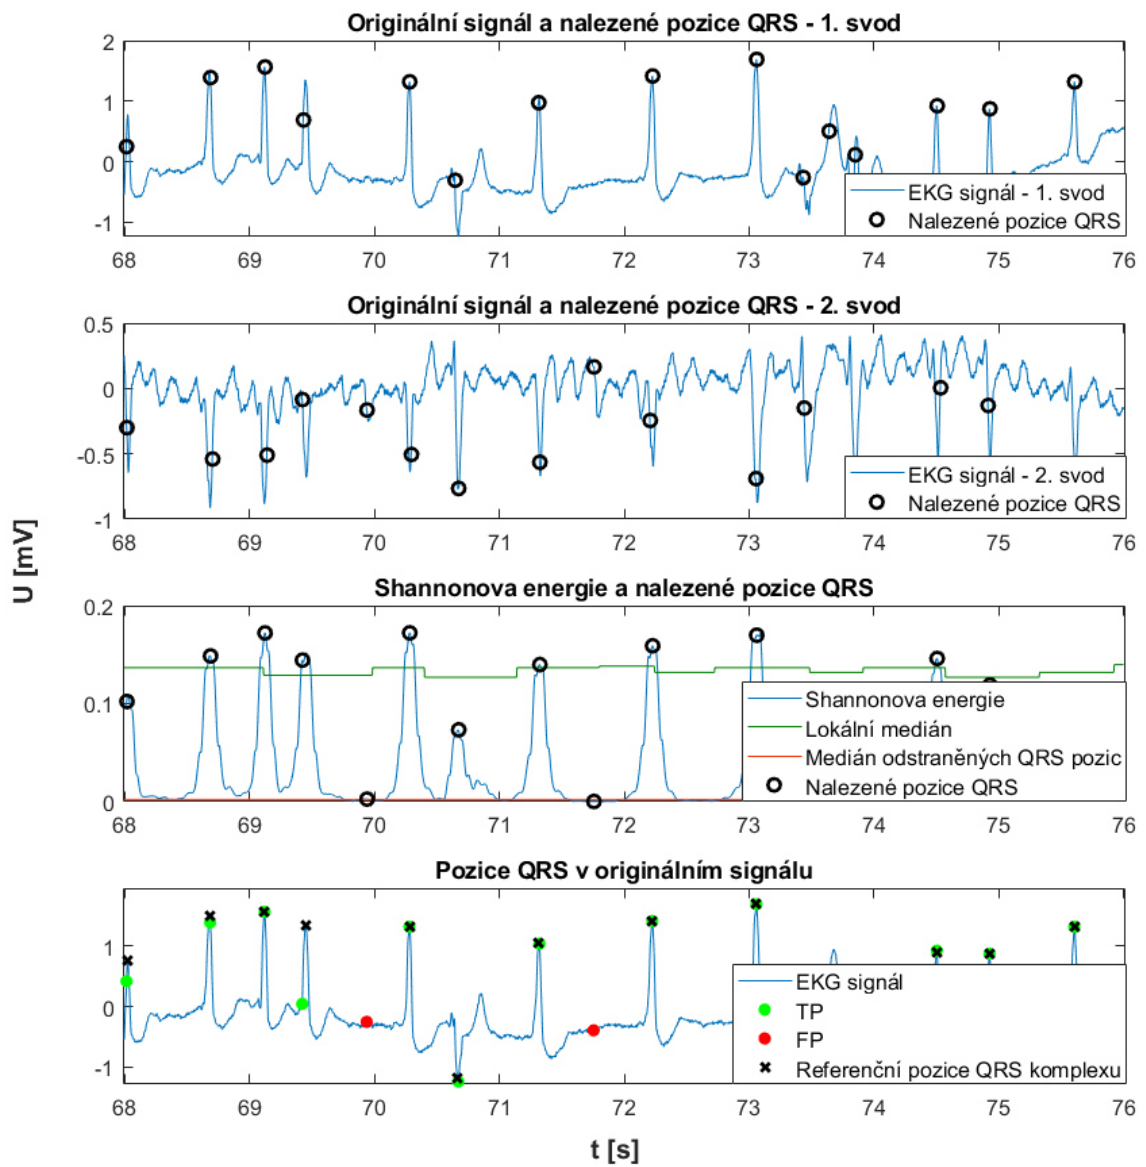 Originální signál a nalezené pozice QRS - 1. svod
2
1
0
-1
EKG signál - 1. svod
Nalezené pozice QRS
68 69 70 71 72 73 74 75 76
Originální signál a nalezené pozice QRS - 2. svod
0.5
0
-0.5
-1
EKG signál - 2. svod
Nalezené pozice QRS
68 69 70 71 72 73 74 75 76
U [mV]
Shannonova energie a nalezené pozice QRS
0.2
0.1
0
Shannonova energie
Lokální medián
Medián odstraněných QRS pozic
Nalezené pozice QRS
68 69 70 71 72 73 74 75 76
Pozice QRS v originálním signálu
1
0
-1
EKG signál
TP
FP
Referenční pozice QRS komplexu
68 69 70 71 72 73 74 75 76
t [s]